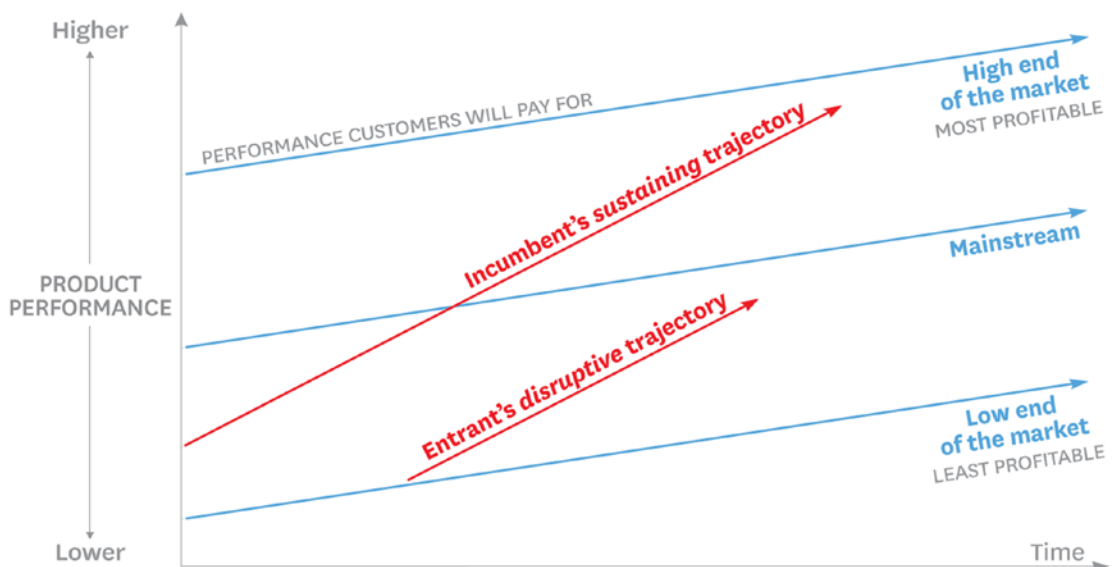 Higher
PERFORMANCE CUSTOMERS WILL PAY FOR
High end
of the market
MOST PROFITABLE
Incumbent's sustaining trajectory
Mainstream
PRODUCT
PERFORMANCE
Entrant's disruptive trajectory
Low end
of the market
LEAST PROFITABLE
Lower
Time